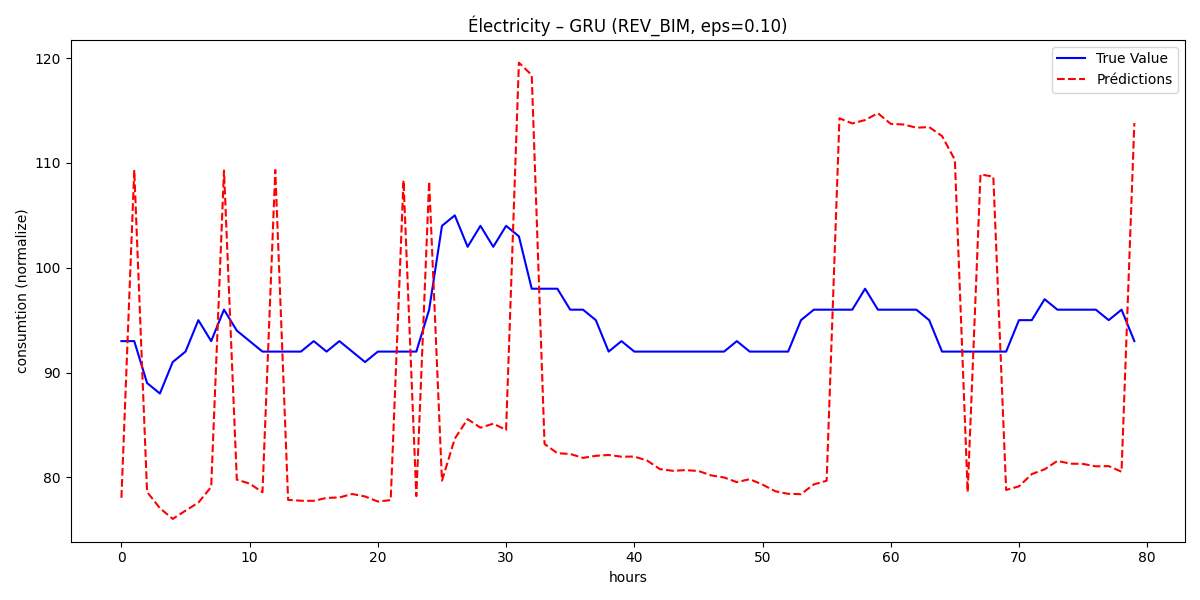 Électricity – GRU (REV_BIM, eps=0.10)
True Value
Prédictions
consumtion (normalize)
120
110
100
90
80
0 10 20 30 40 50 60 70 80
hours